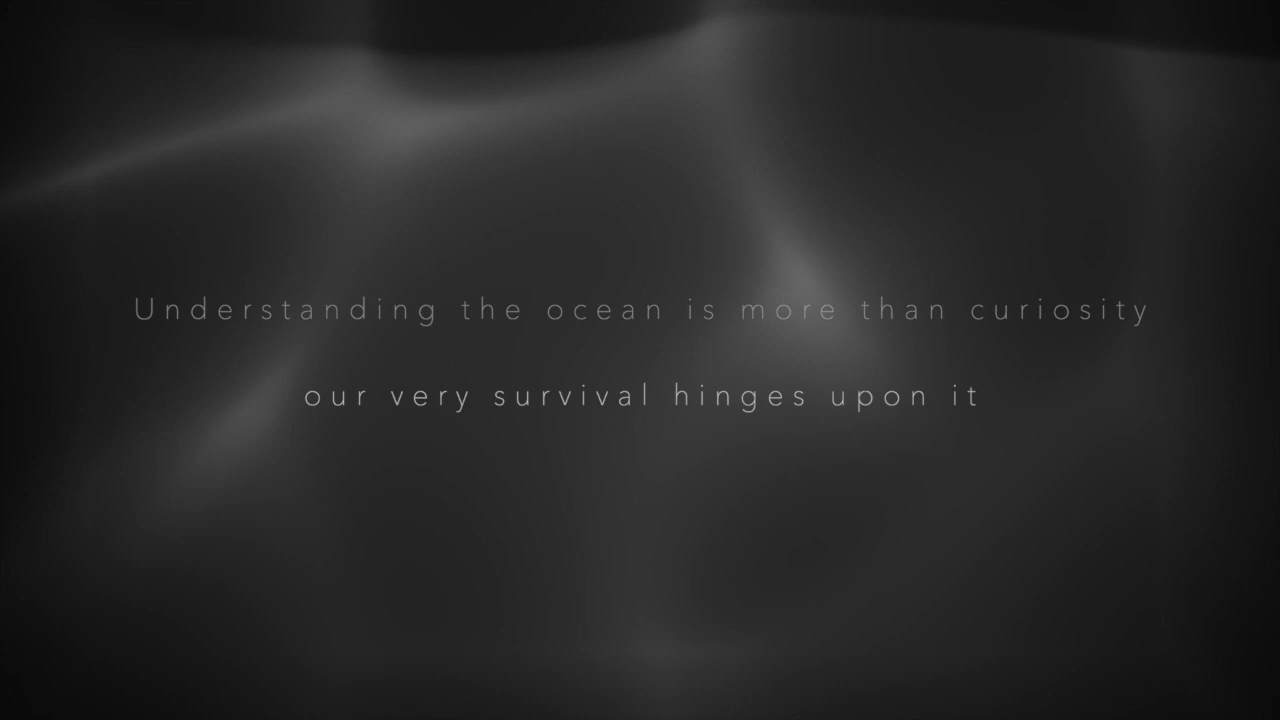 Understanding the ocean is more than curiosity
our very survival hinges upon it